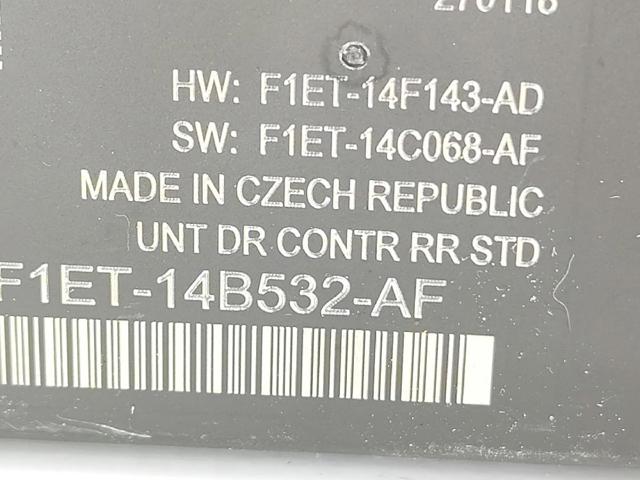 270116
HW: F1ET-14F143-AD
SW: F1ET-14C068-AF
MADE IN CZECH REPUBLIC
UNT DR CONTR RR STD
F1ET-14B532-AF